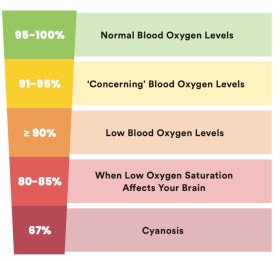 95–100% Normal Blood Oxygen Levels
91–95% ‘Concerning’ Blood Oxygen Levels
≥ 90% Low Blood Oxygen Levels
80–85% When Low Oxygen Saturation
Affects Your Brain
67% Cyanosis